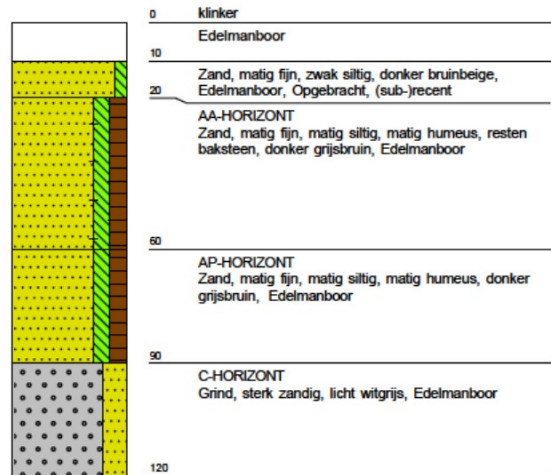 0 klinker
Edelmanboor
10
Zand, matig fijn, zwak siltig, donker bruinbeige,
Edelmanboor, Opgebracht, (sub-)recent
20
AA-HORIZONT
Zand, matig fijn, matig siltig, matig humeus, resten
baksteen, donker grijsbruin, Edelmanboor
60
AP-HORIZONT
Zand, matig fijn, matig siltig, matig humeus, donker
grijsbruin, Edelmanboor
90
C-HORIZONT
Grind, sterk zandig, licht witgrijs, Edelmanboor
120